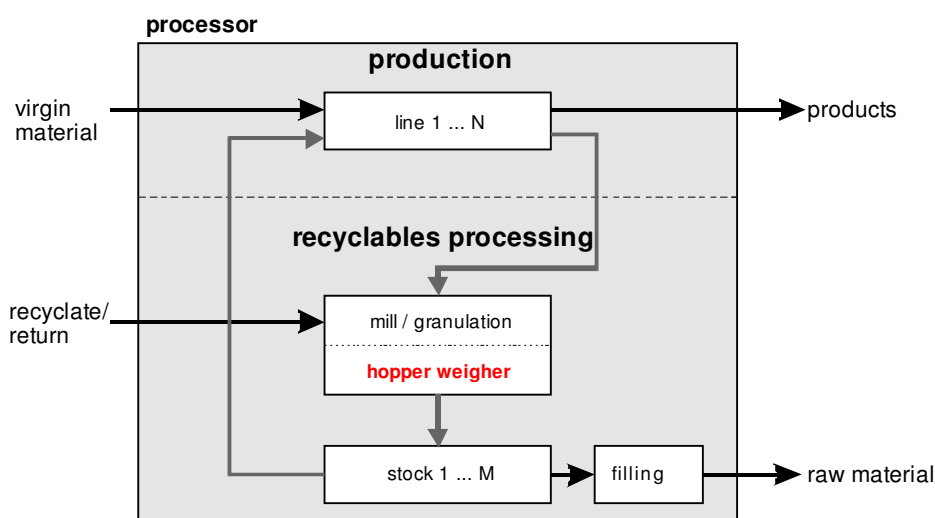 processor
production
virgin
material
line 1 ... N
products
recyclables processing
recyclate/
return
mill / granulation
hopper weigher
stock 1 ... M
filling
raw material